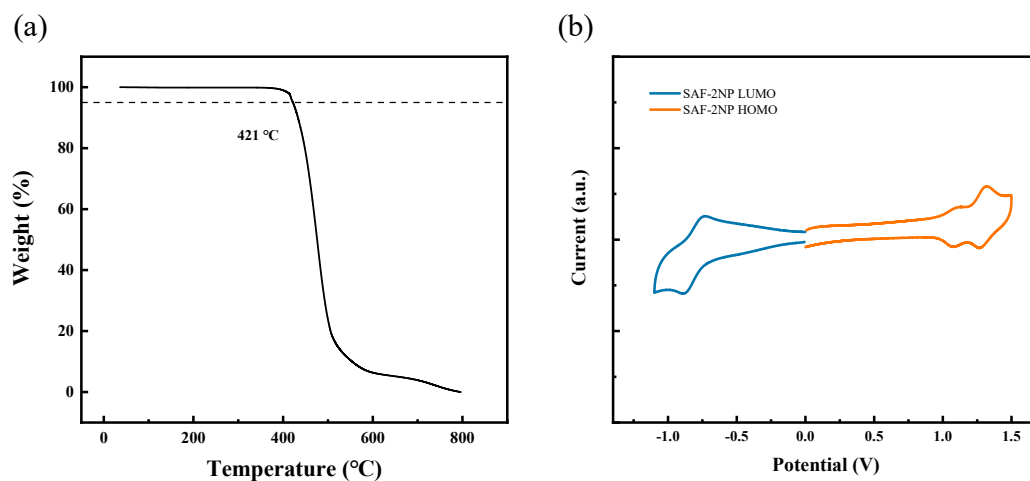 (a)
100
80
60
40
20
0
Weight (%)
421 °C
0
200
400
600
800
Temperature (°C)
(b)
SAF-2NP LUMO
SAF-2NP HOMO
Current (a.u.)
-1.0
-0.5
0.0
0.5
1.0
1.5
Potential (V)